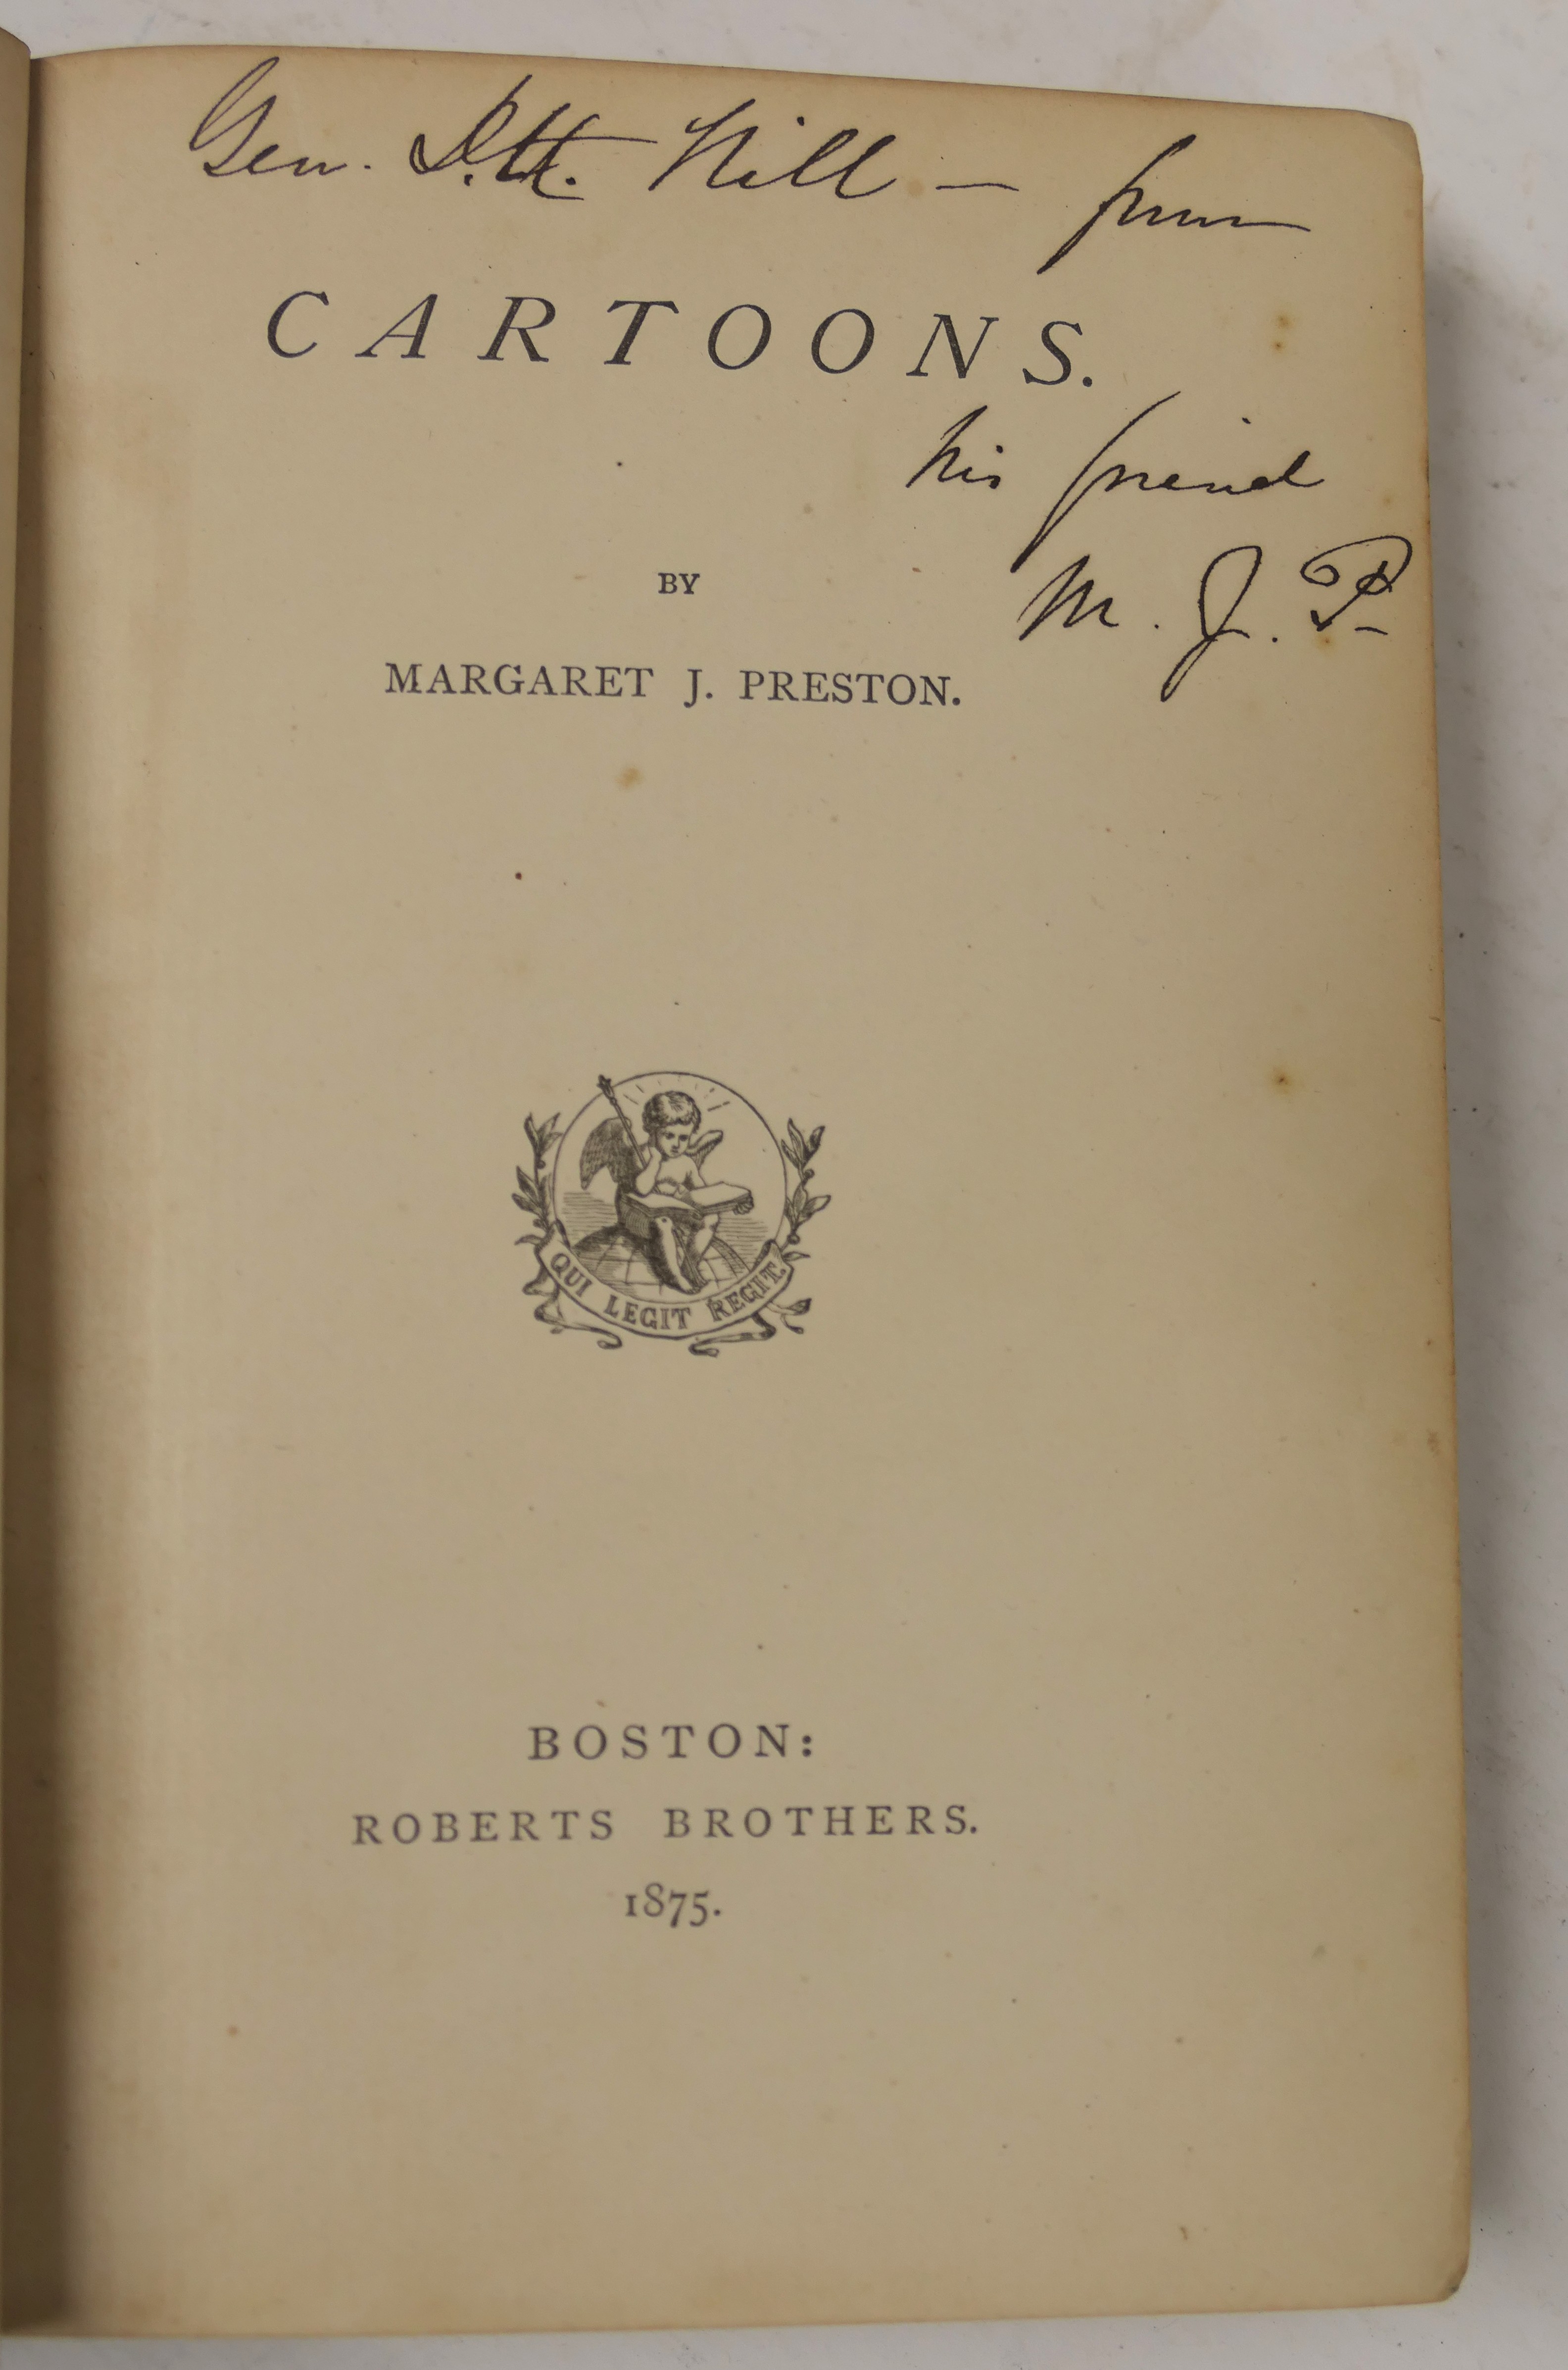 Gen. D.H. Hill — from
CARTOONS.
his friend
M. J. P—
BY
MARGARET J. PRESTON.
QUI LEGIT REGIT.
BOSTON:
ROBERTS BROTHERS.
1875.